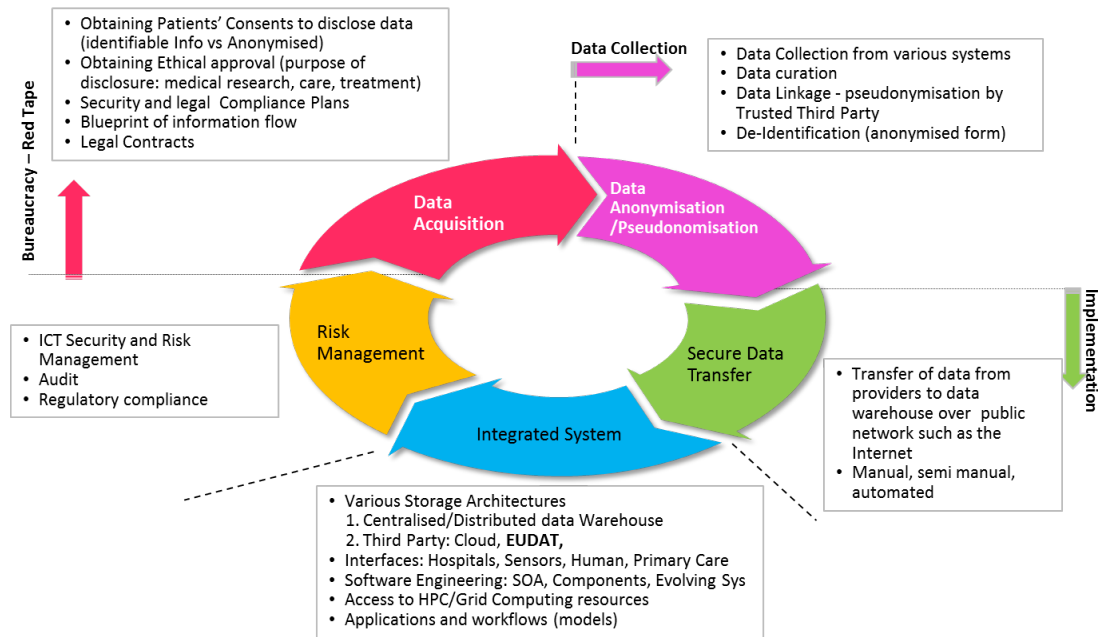 • Obtaining Patients’ Consents to disclose data
(identifiable Info vs Anonymised)
• Obtaining Ethical approval (purpose of
disclosure: medical research, care, treatment)
• Security and legal Compliance Plans
• Blueprint of information flow
• Legal Contracts
Bureaucracy – Red Tape
Data Collection
• Data Collection from various systems
• Data curation
• Data Linkage - pseudonymisation by
Trusted Third Party
• De-Identification (anonymised form)
Data
Acquisition
Data
Anonymisation
/Pseudonomisation
Implementation
Risk
Management
• ICT Security and Risk
Management
• Audit
• Regulatory compliance
Secure Data
Transfer
• Transfer of data from
providers to data
warehouse over public
network such as the
Internet
• Manual, semi manual,
automated
Integrated System
• Various Storage Architectures
1. Centralised/Distributed data Warehouse
2. Third Party: Cloud, EUDAT,
• Interfaces: Hospitals, Sensors, Human, Primary Care
• Software Engineering: SOA, Components, Evolving Sys
• Access to HPC/Grid Computing resources
• Applications and workflows (models)